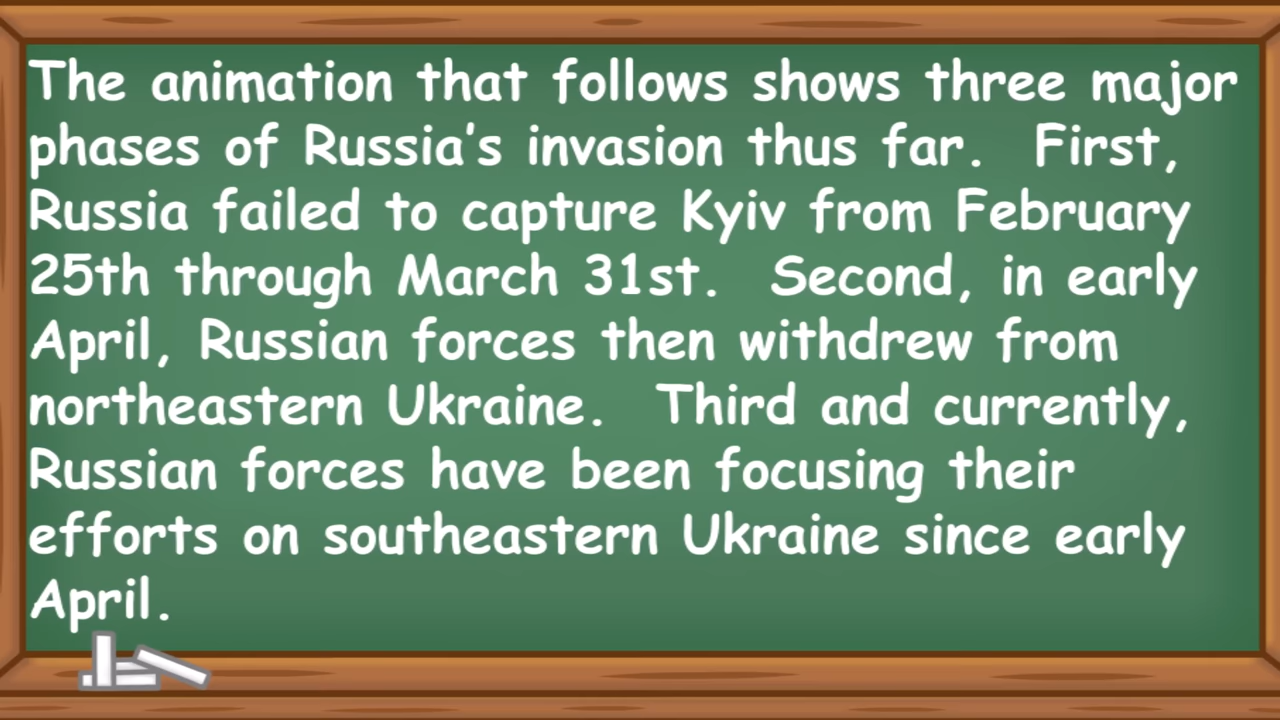 The animation that follows shows three major
phases of Russia's invasion thus far.  First,
Russia failed to capture Kyiv from February
25th through March 31st.  Second, in early
April, Russian forces then withdrew from
northeastern Ukraine.  Third and currently,
Russian forces have been focusing their
efforts on southeastern Ukraine since early
April.